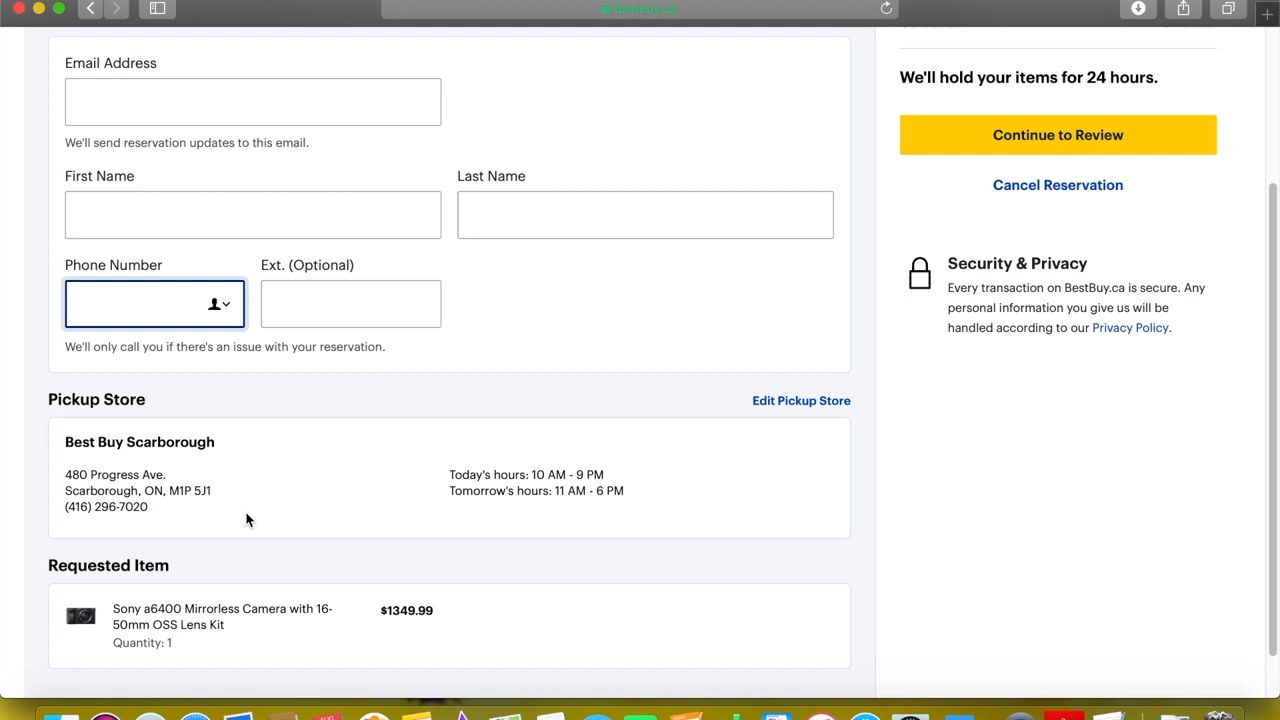 bestbuy.ca
Email Address
We'll send reservation updates to this email.
First Name
Last Name
Phone Number
Ext. (Optional)
We'll only call you if there's an issue with your reservation.
Pickup Store
Edit Pickup Store
Best Buy Scarborough
480 Progress Ave.
Scarborough, ON, M1P 5J1
(416) 296-7020
Today's hours: 10 AM - 9 PM
Tomorrow's hours: 11 AM - 6 PM
Requested Item
Sony a6400 Mirrorless Camera with 16-
50mm OSS Lens Kit
Quantity: 1
$1349.99
We'll hold your items for 24 hours.
Continue to Review
Cancel Reservation
Security & Privacy
Every transaction on BestBuy.ca is secure. Any
personal information you give us will be
handled according to our Privacy Policy.